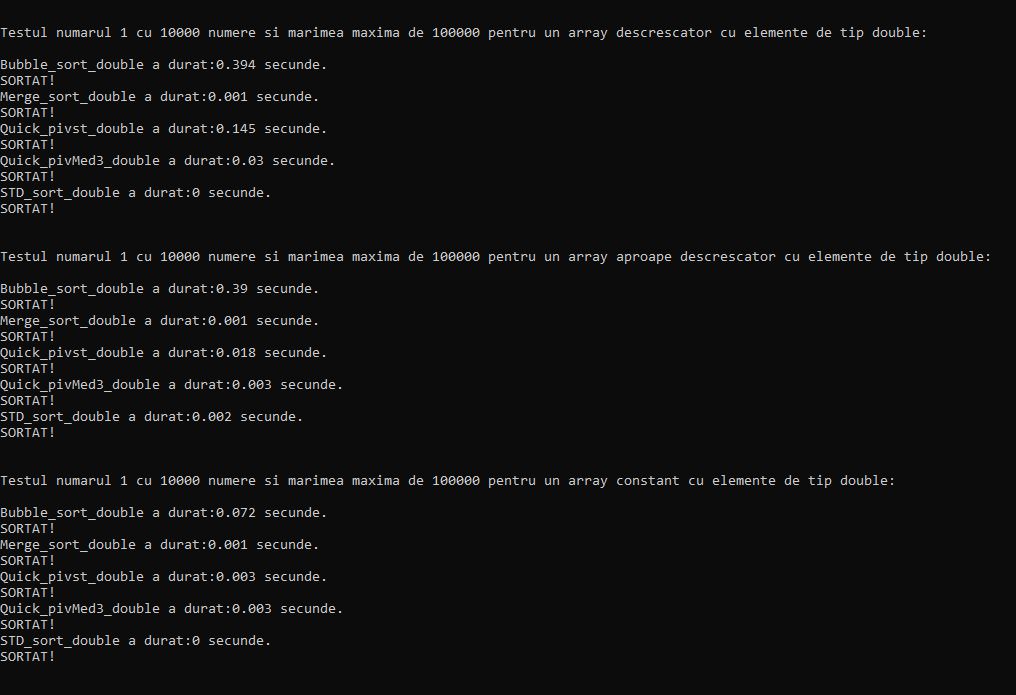 Testul numarul 1 cu 10000 numere si marimea maxima de 100000 pentru un array descrescator cu elemente de tip double:
Bubble_sort_double a durat:0.394 secunde.
SORTAT!
Merge_sort_double a durat:0.001 secunde.
SORTAT!
Quick_pivst_double a durat:0.145 secunde.
SORTAT!
Quick_pivMed3_double a durat:0.03 secunde.
SORTAT!
STD_sort_double a durat:0 secunde.
SORTAT!
Testul numarul 1 cu 10000 numere si marimea maxima de 100000 pentru un array aproape descrescator cu elemente de tip double:
Bubble_sort_double a durat:0.39 secunde.
SORTAT!
Merge_sort_double a durat:0.001 secunde.
SORTAT!
Quick_pivst_double a durat:0.018 secunde.
SORTAT!
Quick_pivMed3_double a durat:0.003 secunde.
SORTAT!
STD_sort_double a durat:0.002 secunde.
SORTAT!
Testul numarul 1 cu 10000 numere si marimea maxima de 100000 pentru un array constant cu elemente de tip double:
Bubble_sort_double a durat:0.072 secunde.
SORTAT!
Merge_sort_double a durat:0.001 secunde.
SORTAT!
Quick_pivst_double a durat:0.003 secunde.
SORTAT!
Quick_pivMed3_double a durat:0.003 secunde.
SORTAT!
STD_sort_double a durat:0 secunde.
SORTAT!